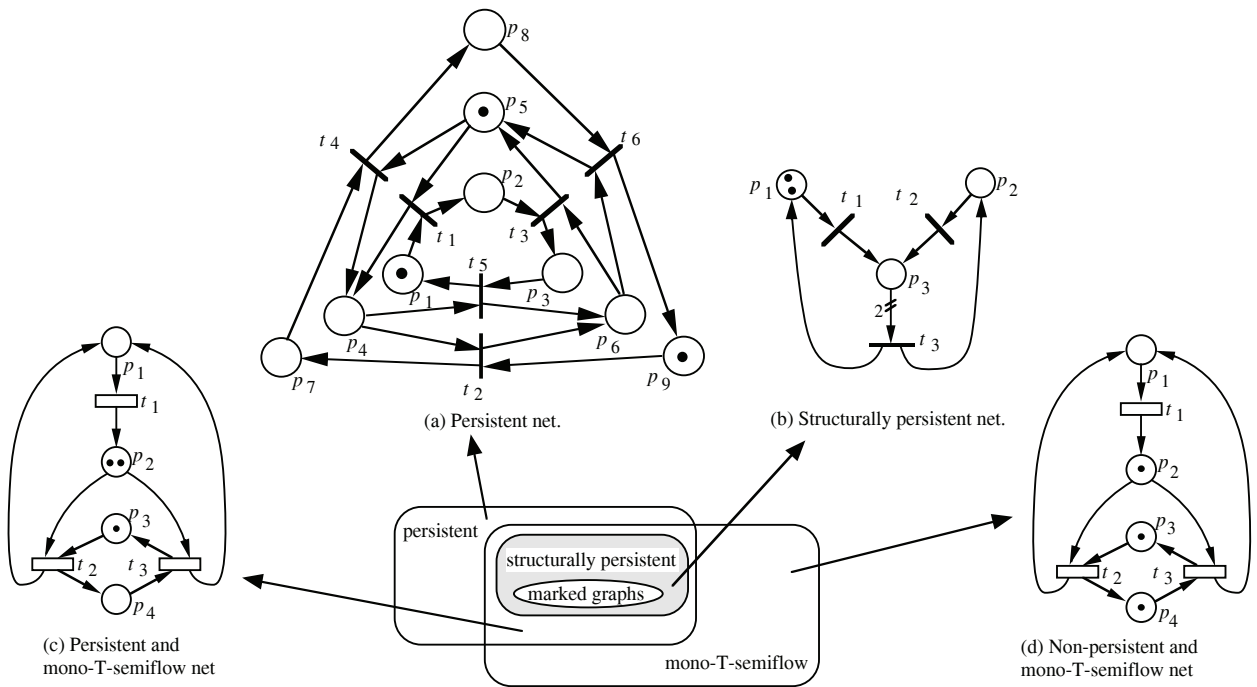 p8
p5
t4
t6
p2
t1
t3
t5
p1
p3
p4
p6
p7
t2
p9
(a) Persistent net.
p1
t1
t2
p2
p3
2
t3
(b) Structurally persistent net.
p1
t1
p2
p3
t2
t3
p4
(c) Persistent and
mono-T-semiflow net
persistent
structurally persistent
marked graphs
mono-T-semiflow
p1
t1
p2
p3
t2
t3
p4
(d) Non-persistent and
mono-T-semiflow net